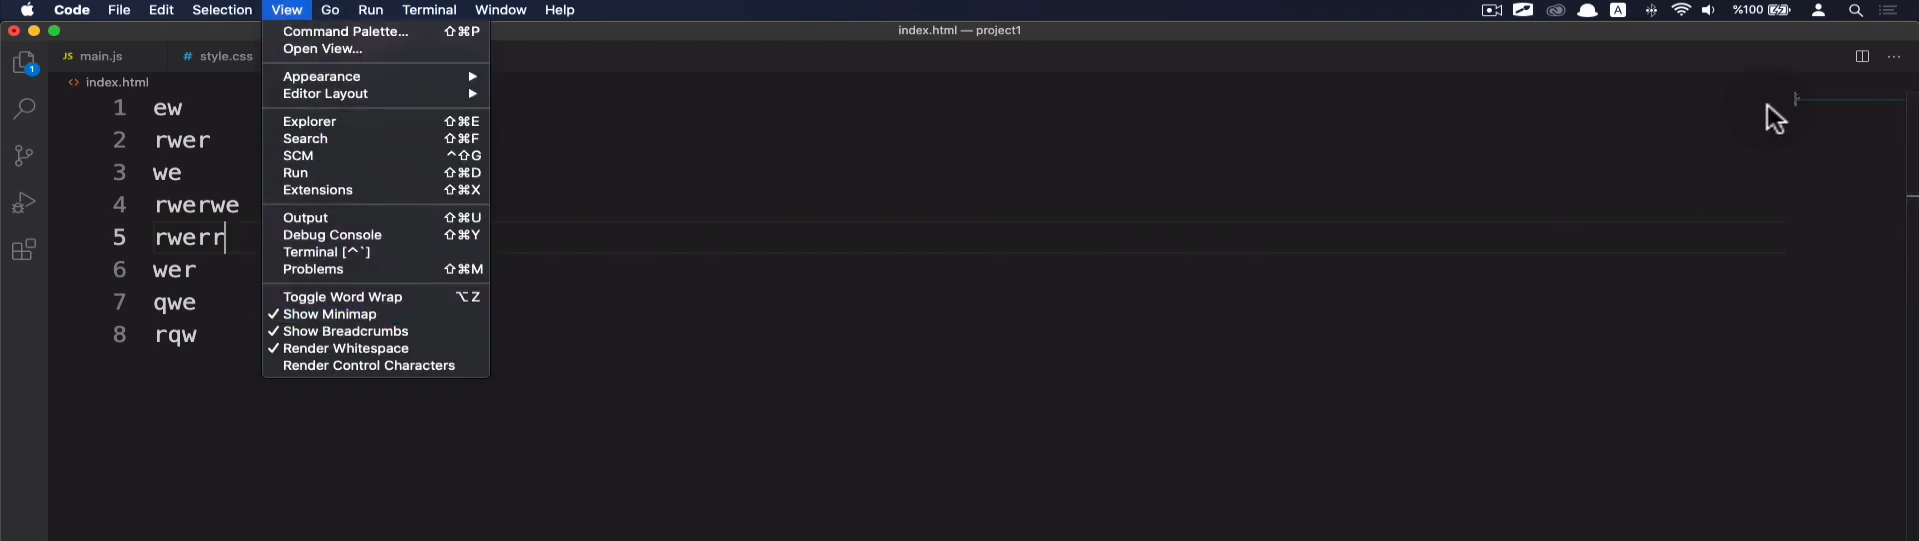 Code File Edit Selection View Go Run Terminal Window Help A %100
index.html — project1
JS main.js # style.css
<> index.html
1
1 ew
2 rwer
3 we
4 rwerwe
5 rwerr
6 wer
7 qwe
8 rqw
Command Palette... ⇧⌘P
Open View...
Appearance ▶
Editor Layout ▶
Explorer ⇧⌘E
Search ⇧⌘F
SCM ^⇧G
Run ⇧⌘D
Extensions ⇧⌘X
Output ⇧⌘U
Debug Console ⇧⌘Y
Terminal [^`]
Problems ⇧⌘M
Toggle Word Wrap ⌥Z
✓ Show Minimap
✓ Show Breadcrumbs
✓ Render Whitespace
Render Control Characters